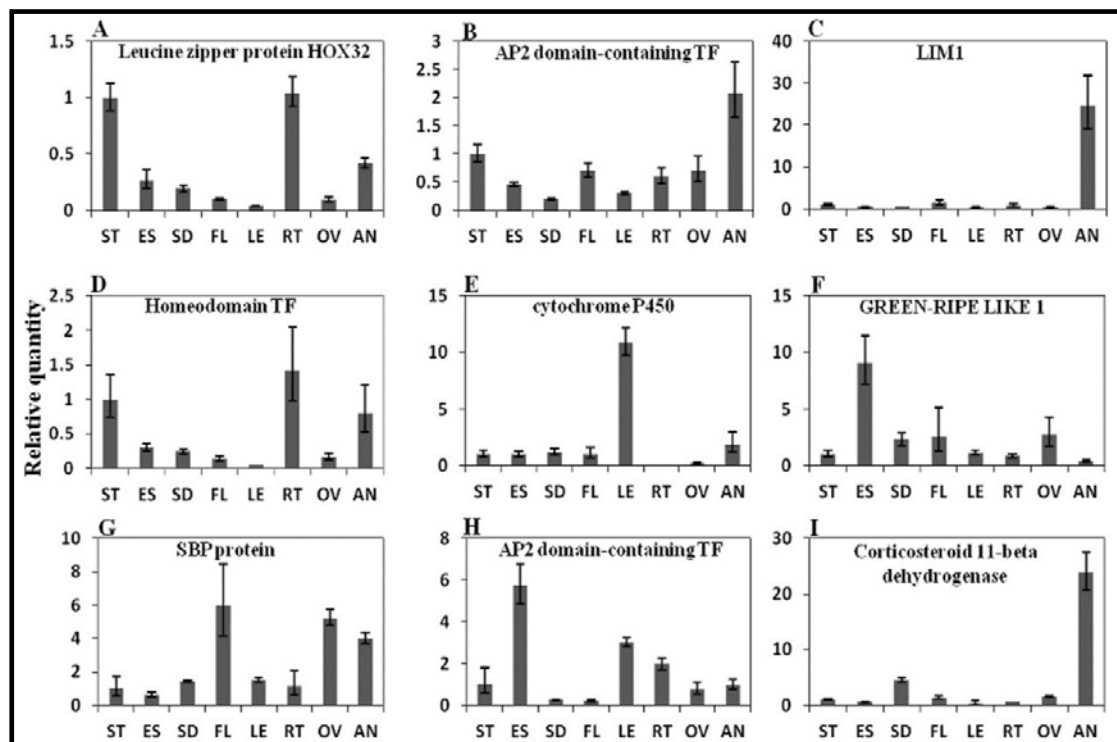 A
Leucine zipper protein HOX32
1.5
1
0.5
0
ST ES SD FL LE RT OV AN
B
AP2 domain-containing TF
3
2.5
2
1.5
1
0.5
0
ST ES SD FL LE RT OV AN
C
LIM1
40
30
20
10
0
ST ES SD FL LE RT OV AN
Relative quantity
D
Homeodomain TF
2.5
2
1.5
1
0.5
0
ST ES SD FL LE RT OV AN
E
cytochrome P450
15
10
5
0
ST ES SD FL LE RT OV AN
F
GREEN-RIPE LIKE 1
15
10
5
0
ST ES SD FL LE RT OV AN
G
SBP protein
10
8
6
4
2
0
ST ES SD FL LE RT OV AN
H
AP2 domain-containing TF
8
6
4
2
0
ST ES SD FL LE RT OV AN
I
Corticosteroid 11-beta
dehydrogenase
30
20
10
0
ST ES SD FL LE RT OV AN